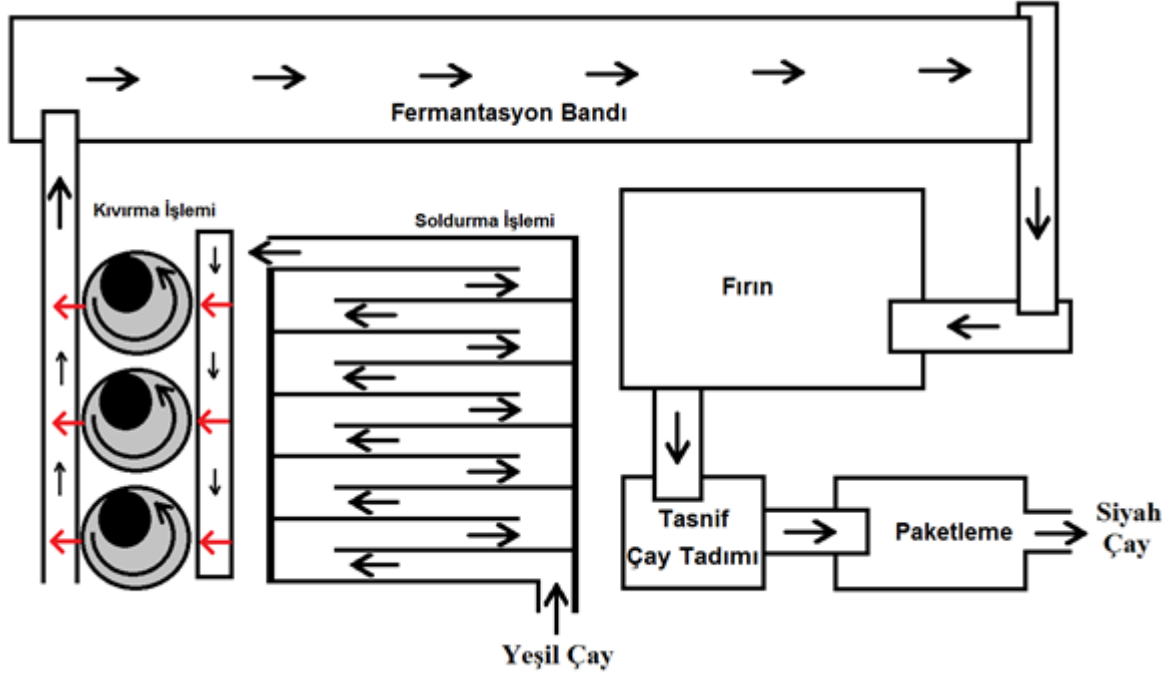 Fermantasyon Bandı
Kıvırma İşlemi
Soldurma İşlemi
Fırın
Tasnif
Çay Tadımı
Paketleme
Siyah
Çay
Yeşil Çay